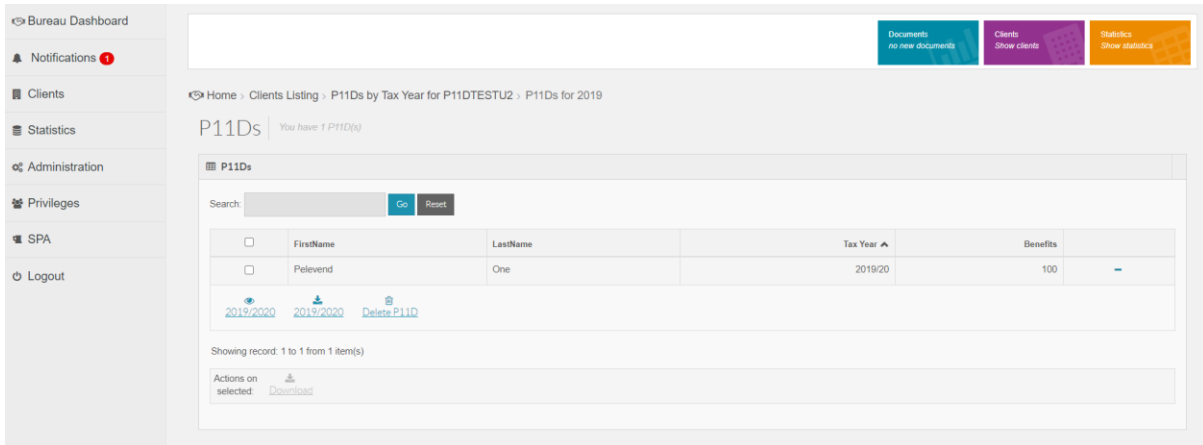 Bureau Dashboard
Notifications 1
Clients
Statistics
Administration
Privileges
SPA
Logout
Documents
no new documents
Clients
Show clients
Statistics
Show statistics
Home > Clients Listing > P11Ds by Tax Year for P11DTESTU2 > P11Ds for 2019
P11Ds You have 1 P11D(s)
P11Ds
Search: Go Reset
FirstName LastName Tax Year Benefits
Pelevend One 2019/20 100
2019/2020 2019/2020 Delete P11D
Showing record: 1 to 1 from 1 item(s)
Actions on
selected: Download